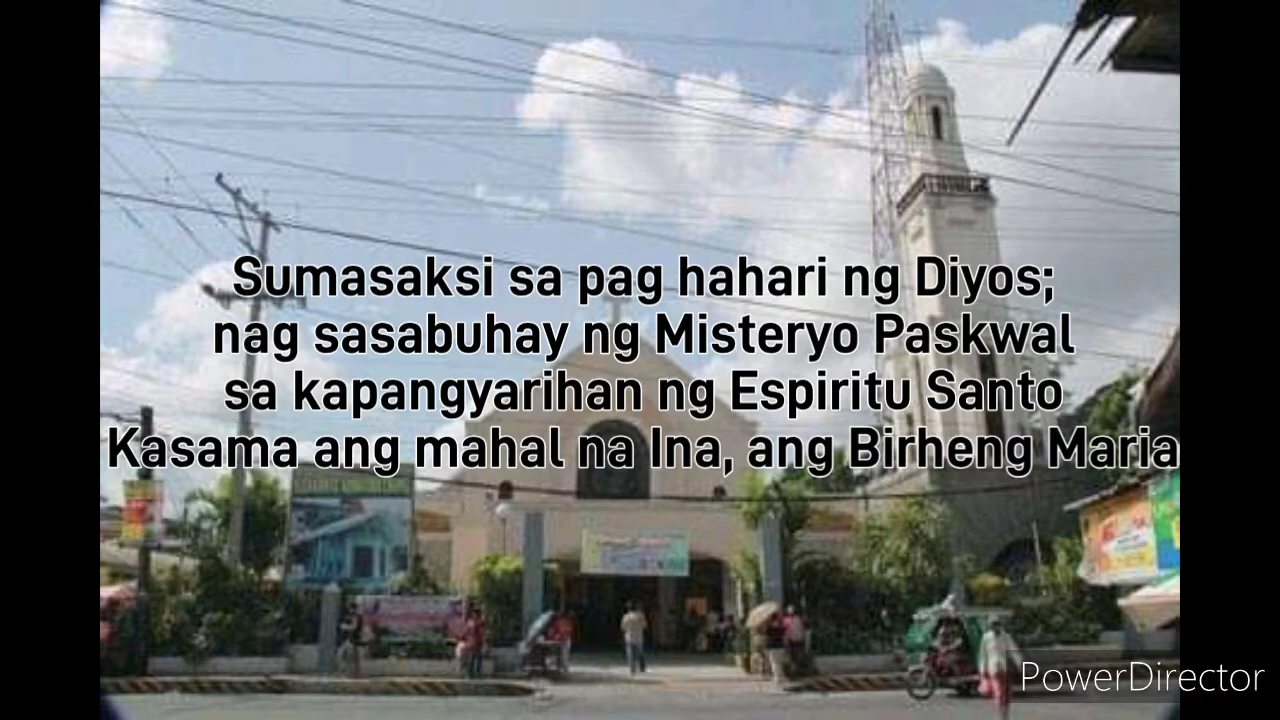 Sumasaksi sa pag hahari ng Diyos;
nag sasabuhay ng Misteryo Paskwal
sa kapangyarihan ng Espiritu Santo
Kasama ang mahal na Ina, ang Birheng Maria
PowerDirector